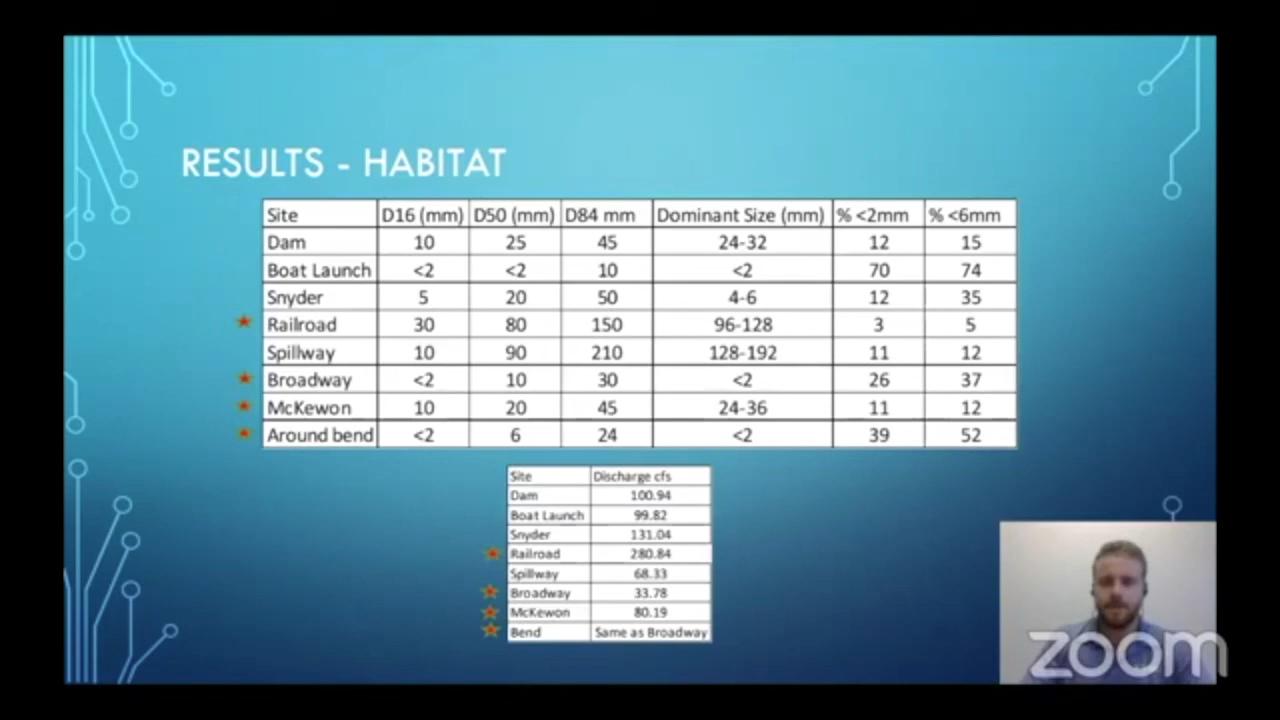 RESULTS - HABITAT
Site D16 (mm) D50 (mm) D84 mm Dominant Size (mm) % <2mm % <6mm
Dam 10 25 45 24-32 12 15
Boat Launch <2 <2 10 <2 70 74
Snyder 5 20 50 4-6 12 35
Railroad 30 80 150 96-128 3 5
Spillway 10 90 210 128-192 11 12
Broadway <2 10 30 <2 26 37
McKewon 10 20 45 24-36 11 12
Around bend <2 6 24 <2 39 52
Site Discharge cfs
Dam 100.94
Boat Launch 99.82
Snyder 131.04
Railroad 280.84
Spillway 68.33
Broadway 33.78
McKewon 80.19
Bend Same as Broadway
zoom